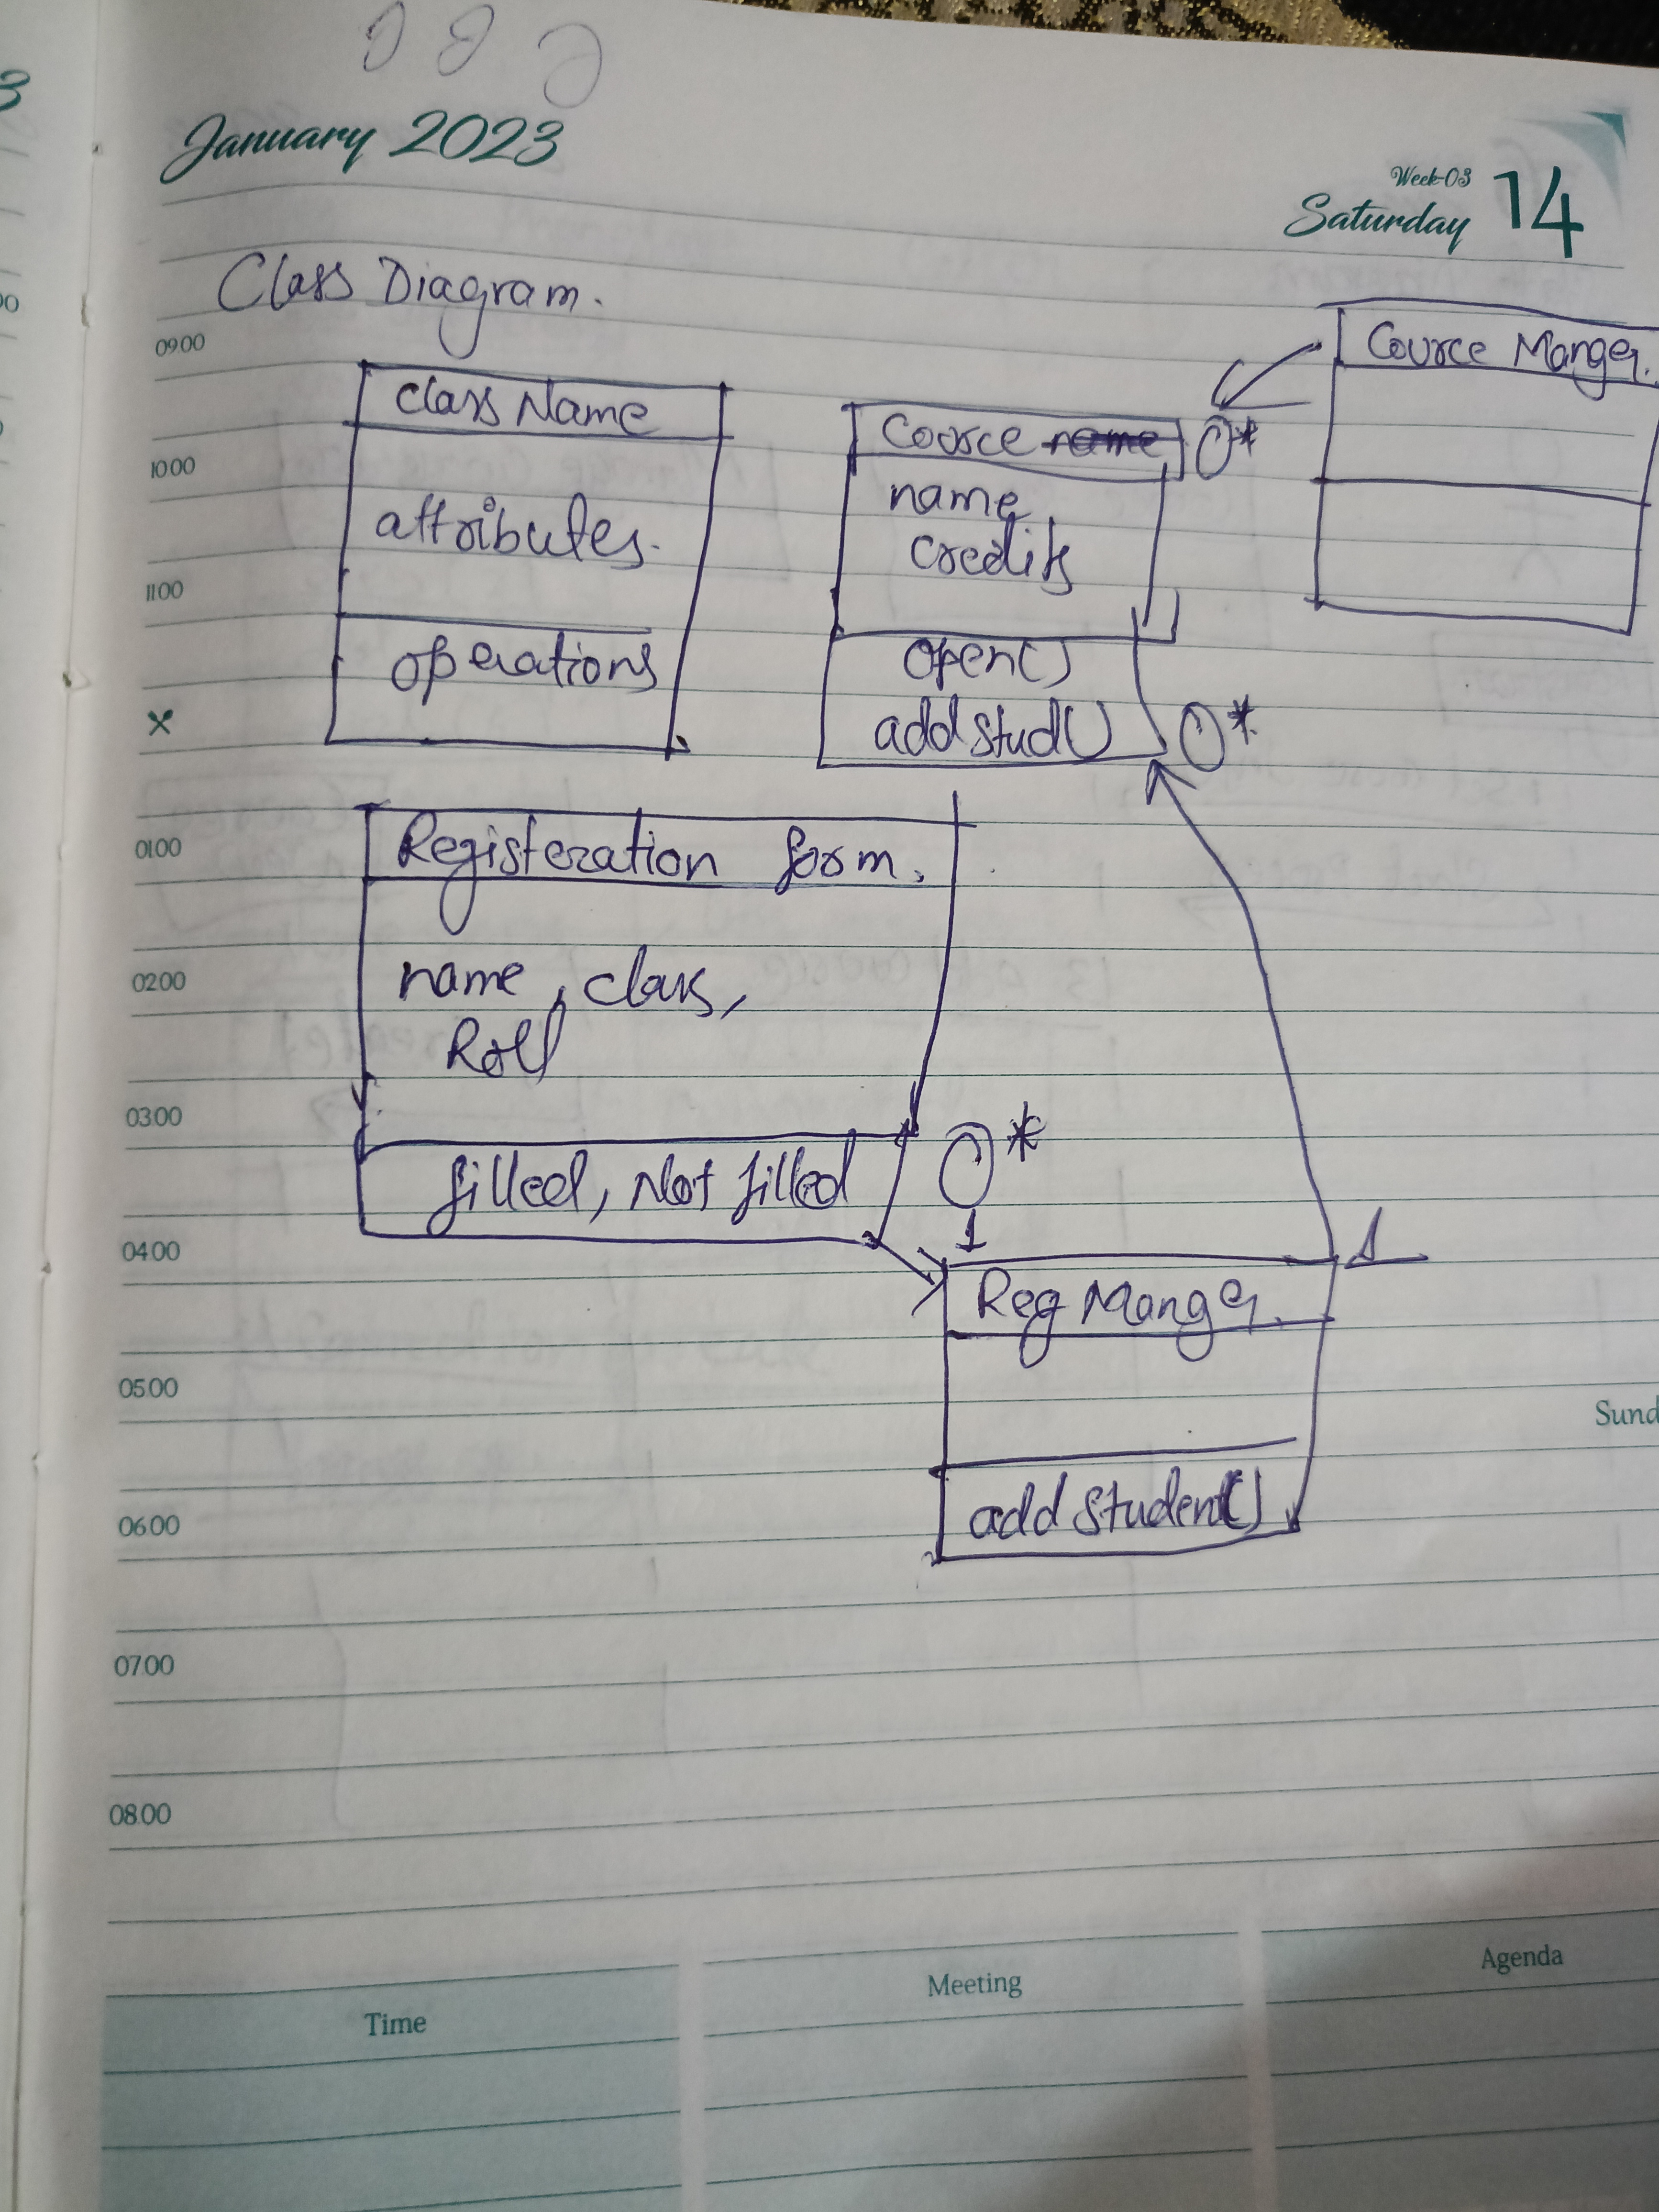 January 2023
Week-03
Saturday 14
Class Diagram.
09.00
Cource Manger.
class Name
Cource name
0*
10.00
name
attributes.
credits
11.00
open()
operations
add stud()
0*
01.00
Registeration form.
02.00
name, class,
Roll
03.00
0*
filled, Not filled
1
1
04.00
Reg Manger.
05.00
Sund
06.00
add student()
07.00
08.00
Time
Meeting
Agenda